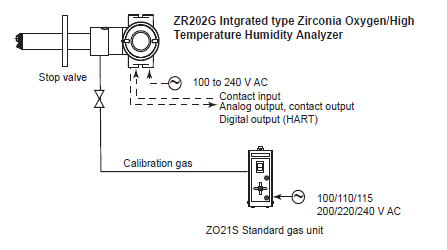 ZR202G Intgrated type Zirconia Oxygen/High
Temperature Humidity Analyzer
Stop valve
100 to 240 V AC
Contact input
Analog output, contact output
Digital output (HART)
Calibration gas
100/110/115
200/220/240 V AC
ZO21S Standard gas unit